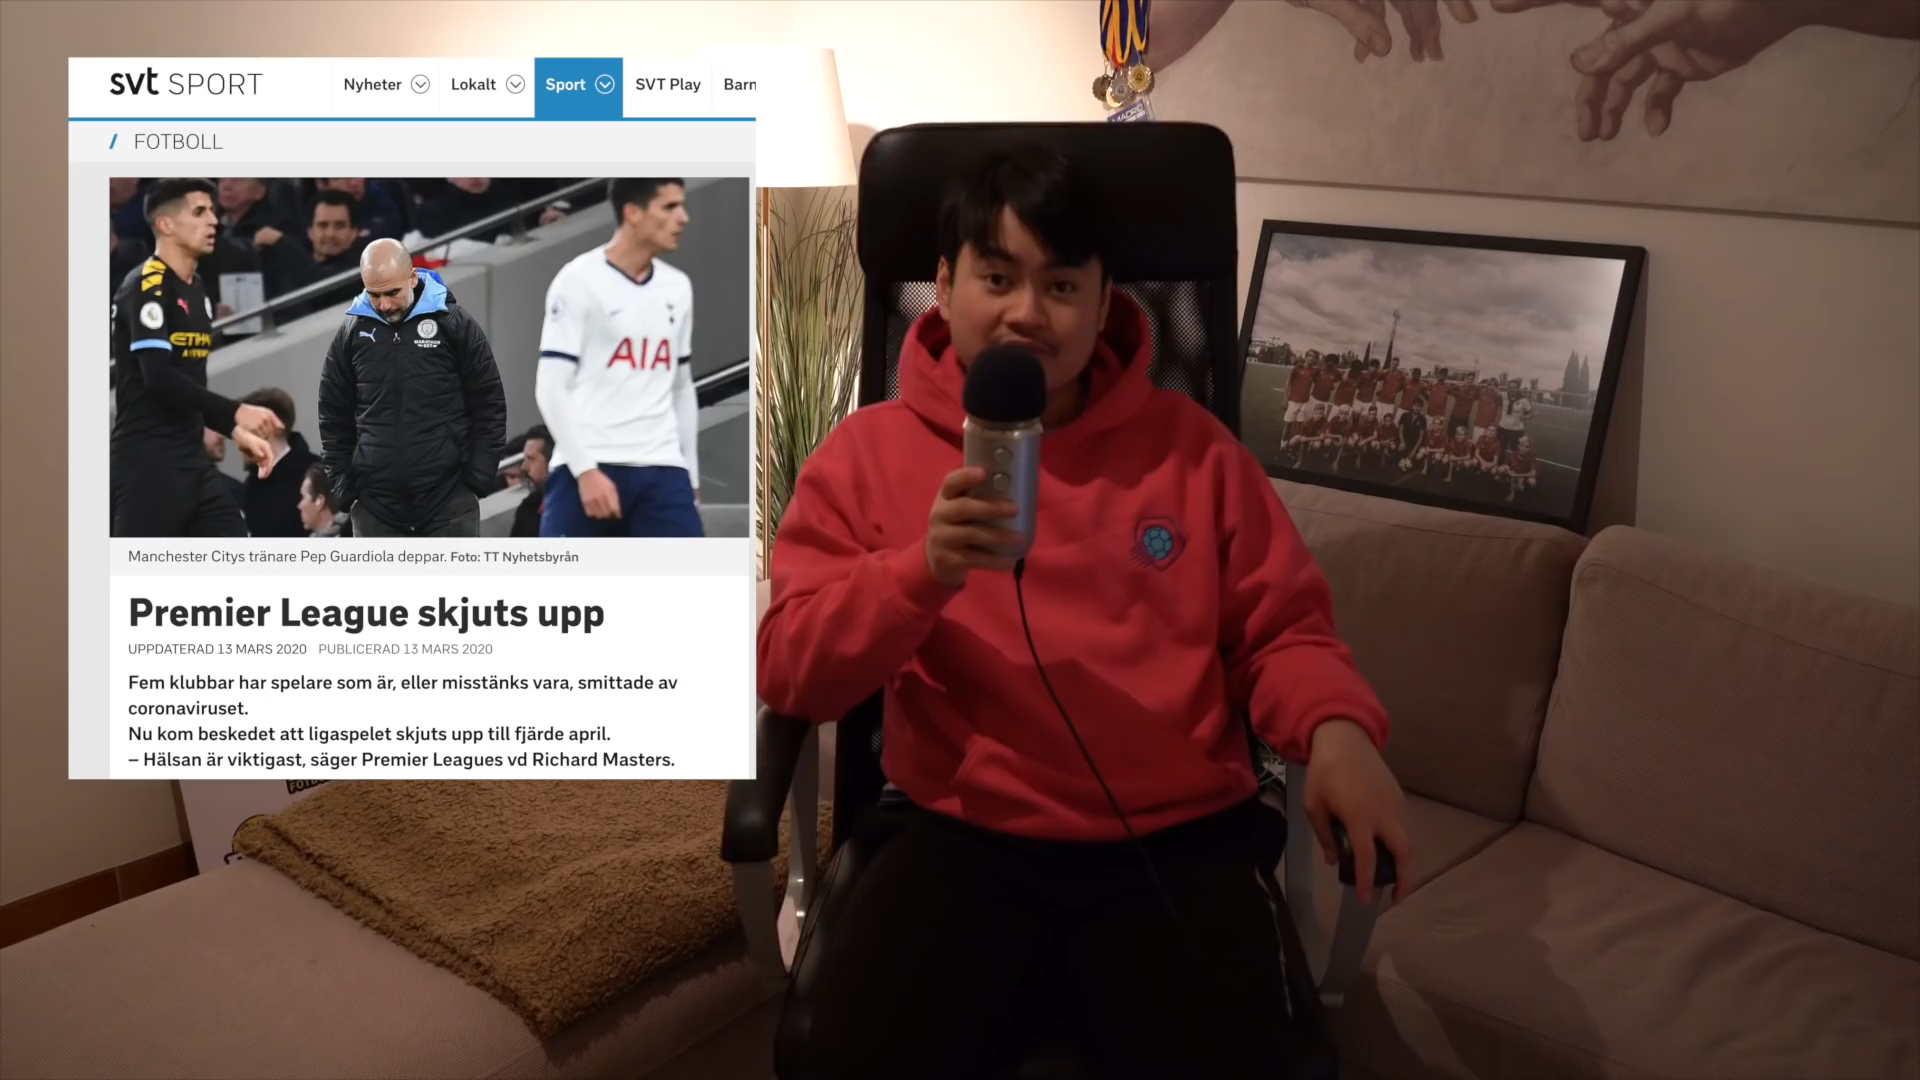 svt SPORT
Nyheter
Lokalt
Sport
SVT Play
Barn
/ FOTBOLL
ETIHA
AIA
Manchester Citys tränare Pep Guardiola deppar. Foto: TT Nyhetsbyrån
Premier League skjuts upp
UPPDATERAD 13 MARS 2020 PUBLICERAD 13 MARS 2020
Fem klubbar har spelare som är, eller misstänks vara, smittade av
coronaviruset.
Nu kom beskedet att ligaspelet skjuts upp till fjärde april.
– Hälsan är viktigast, säger Premier Leagues vd Richard Masters.
MADRID